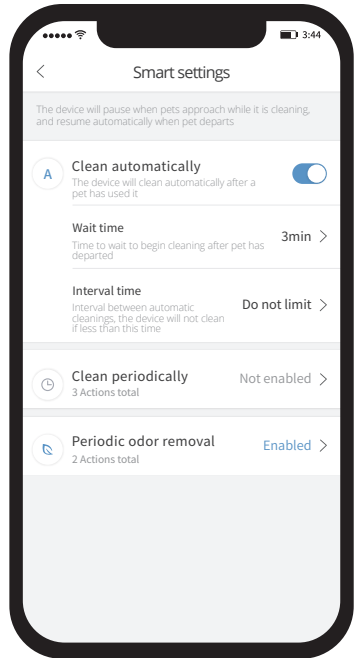 3:44
Smart settings
The device will pause when pets approach while it is cleaning,
and resume automatically when pet departs
A
Clean automatically
The device will clean automatically after a
pet has used it
Wait time
Time to wait to begin cleaning after pet has
departed
3min
Interval time
Interval between automatic
cleanings, the device will not clean
if less than this time
Do not limit
Clean periodically
3 Actions total
Not enabled
Periodic odor removal
2 Actions total
Enabled